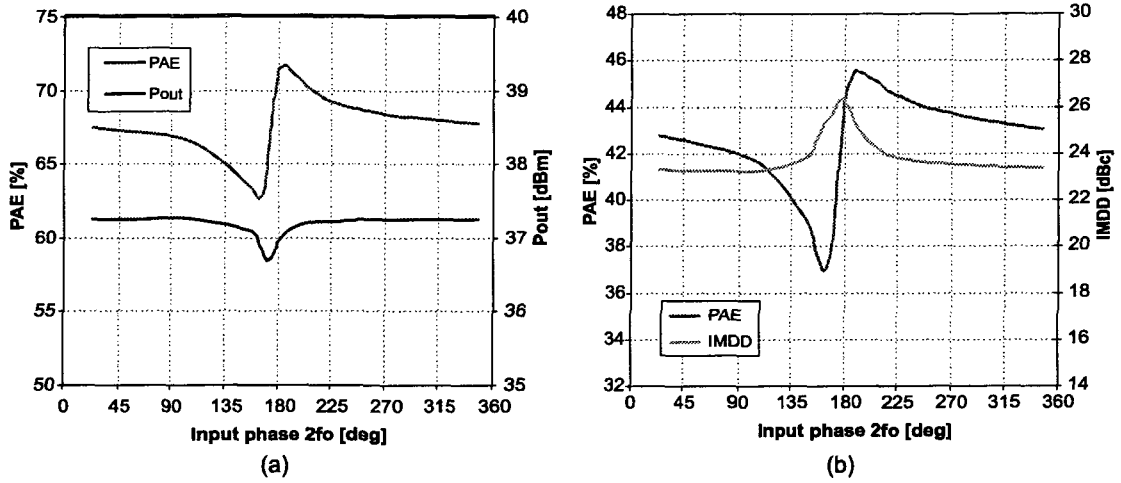 75
70
65
60
55
50
PAE [%]
40
39
38
37
36
35
Pout [dBm]
PAE
Pout
0 45 90 135 180 225 270 315 360
Input phase 2fo [deg]
(a)
48
46
44
42
40
38
36
34
32
PAE [%]
30
28
26
24
22
20
18
16
14
IMDD [dBc]
PAE
IMDD
0 45 90 135 180 225 270 315 360
Input phase 2fo [deg]
(b)